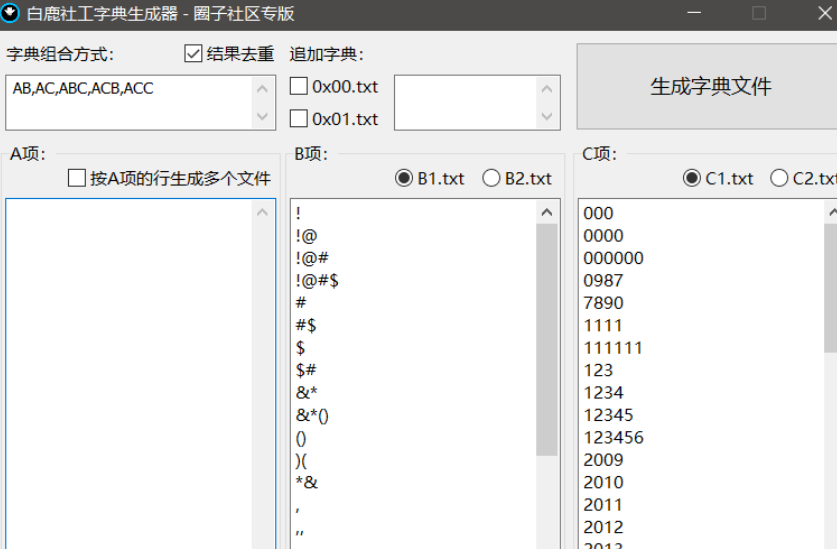 白鹿社工字典生成器 - 圈子社区专版
字典组合方式: 结果去重 追加字典:
AB,AC,ABC,ACB,ACC
0x00.txt
0x01.txt
生成字典文件
A项:
按A项的行生成多个文件
B项:
B1.txt B2.txt
!
!@
!@#
!@#$
#
#$
$
$#
&*
&*()
()
)(
*&
,
,,
C项:
C1.txt C2.txt
000
0000
000000
0987
7890
1111
111111
123
1234
12345
123456
2009
2010
2011
2012
2013